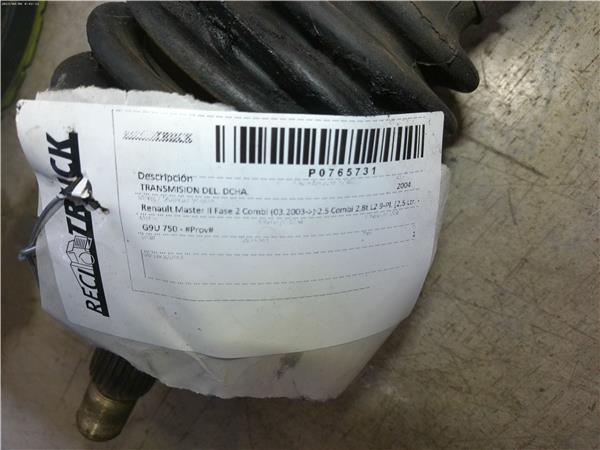 RECITRUCK
P0765731
Descripción
TRANSMISION DEL. DCHA.
2004
Renault Master II Fase 2 Combi (03.2003->) 2.5 Combi 2.8t L2 9-Pl. [2.5 Ltr. -
G9U 750 - #Prov#